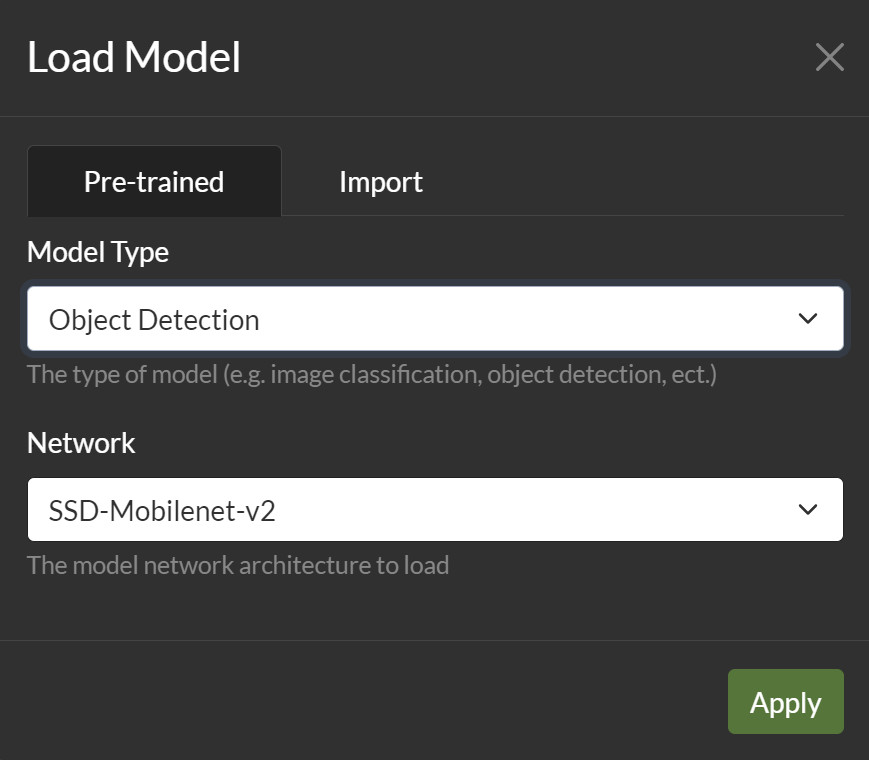 Load Model
Pre-trained
Import
Model Type
Object Detection
The type of model (e.g. image classification, object detection, ect.)
Network
SSD-Mobilenet-v2
The model network architecture to load
Apply